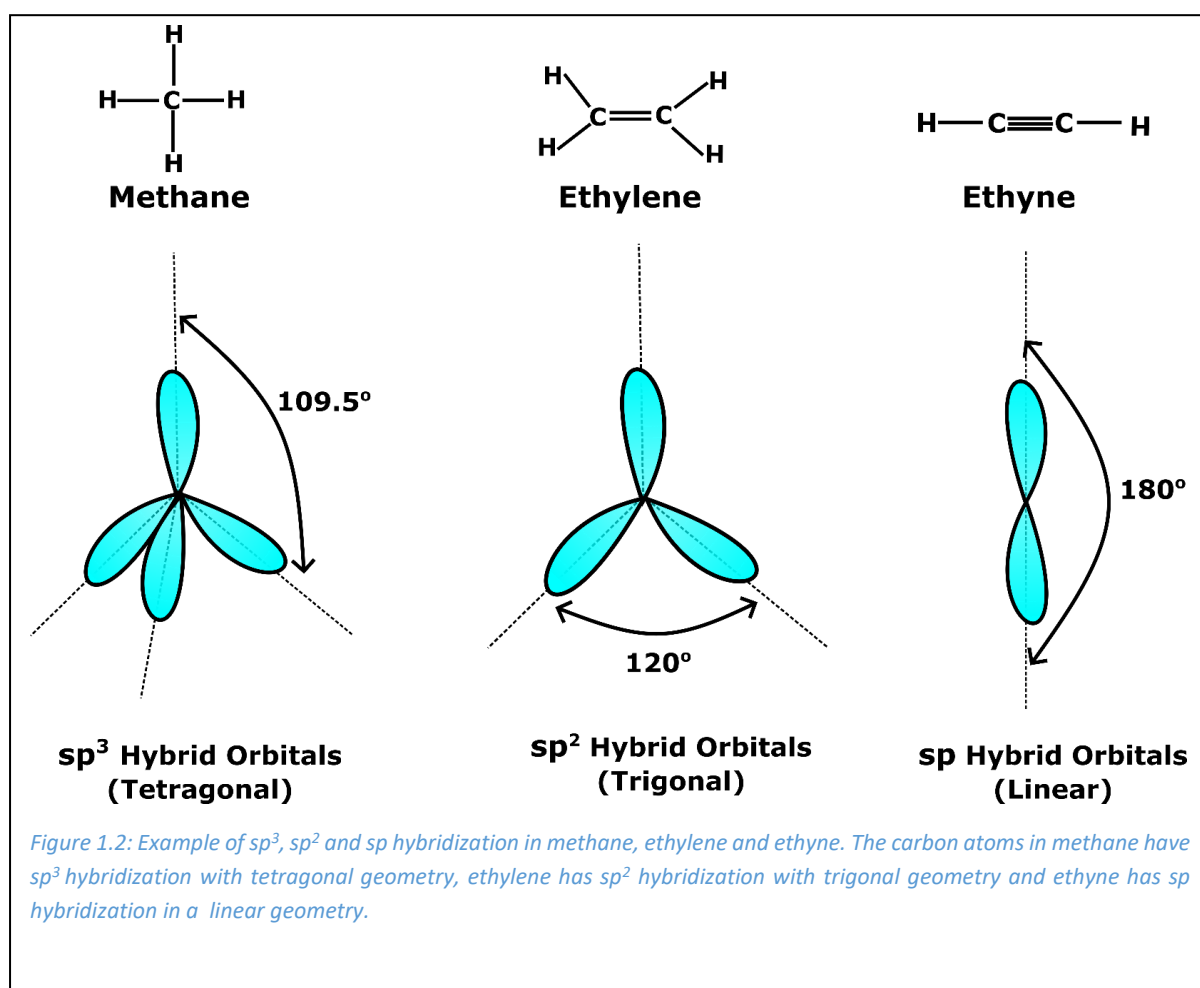 H
H—C—H
H
Methane
H H
C=C
H H
Ethylene
H—C≡C—H
Ethyne
109.5º
120º
180º
sp³ Hybrid Orbitals
(Tetragonal)
sp² Hybrid Orbitals
(Trigonal)
sp Hybrid Orbitals
(Linear)
Figure 1.2: Example of sp³, sp² and sp hybridization in methane, ethylene and ethyne. The carbon atoms in methane have
sp³ hybridization with tetragonal geometry, ethylene has sp² hybridization with trigonal geometry and ethyne has sp
hybridization in a linear geometry.